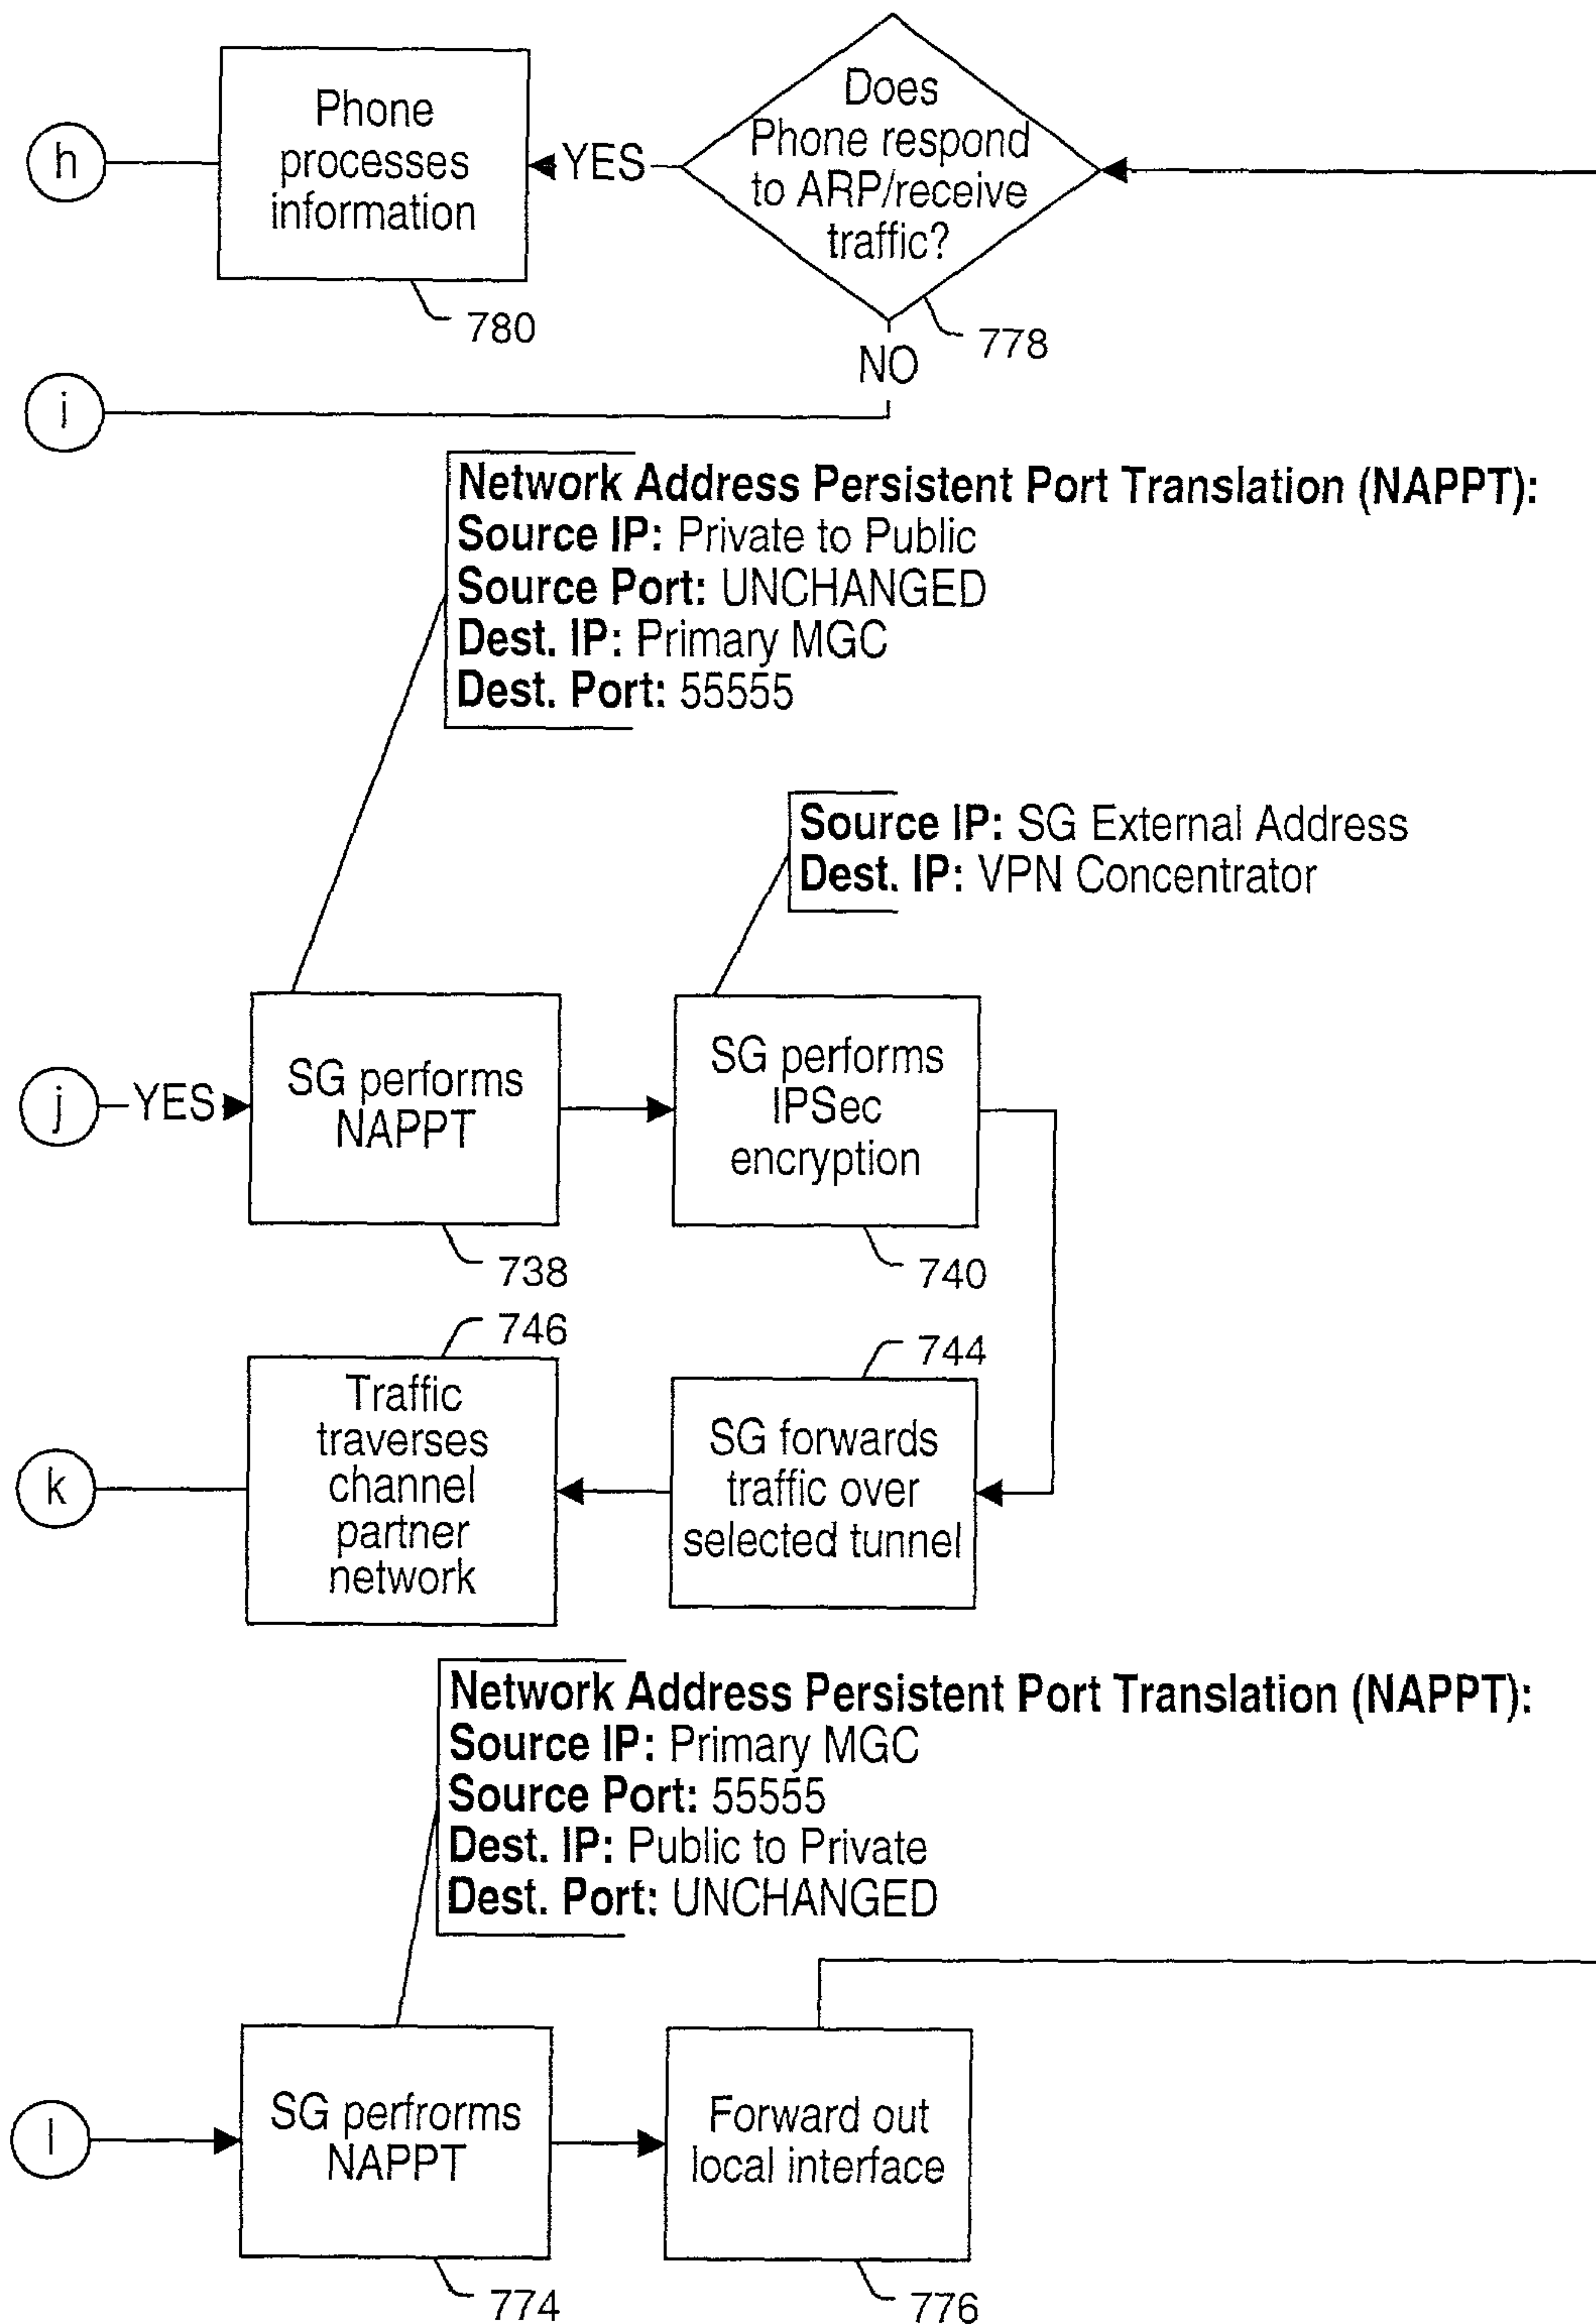 Does
Phone respond
to ARP/receive
traffic?
YES
Phone
processes
information
h
780
778
NO
i
Network Address Persistent Port Translation (NAPPT):
Source IP: Private to Public
Source Port: UNCHANGED
Dest. IP: Primary MGC
Dest. Port: 55555
Source IP: SG External Address
Dest. IP: VPN Concentrator
j
YES
SG performs
NAPPT
738
SG performs
IPSec
encryption
740
746
744
k
Traffic
traverses
channel
partner
network
SG forwards
traffic over
selected tunnel
Network Address Persistent Port Translation (NAPPT):
Source IP: Primary MGC
Source Port: 55555
Dest. IP: Public to Private
Dest. Port: UNCHANGED
l
SG perfrorms
NAPPT
774
Forward out
local interface
776